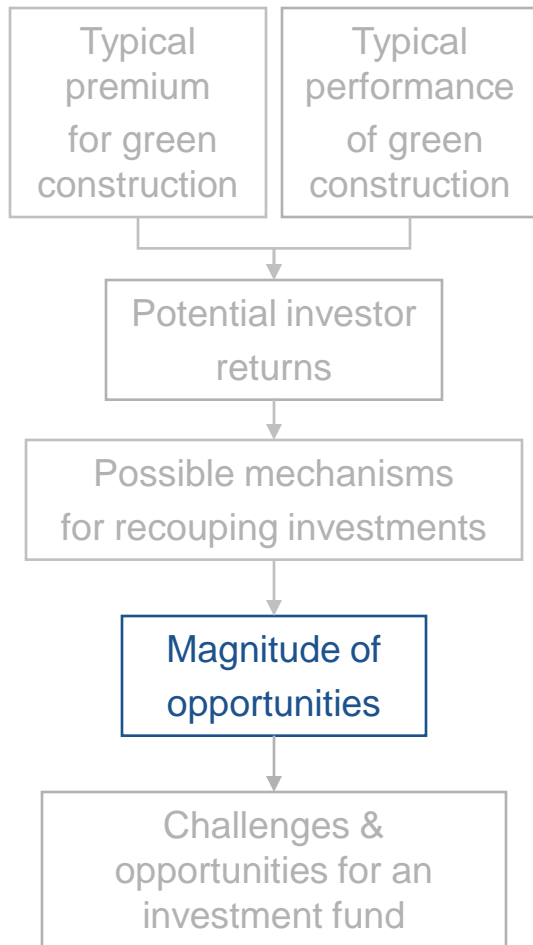 Typical
premium
for green
construction
Typical
performance
of green
construction
Potential investor
returns
Possible mechanisms
for recouping investments
Magnitude of
opportunities
Challenges &
opportunities for an
investment fund